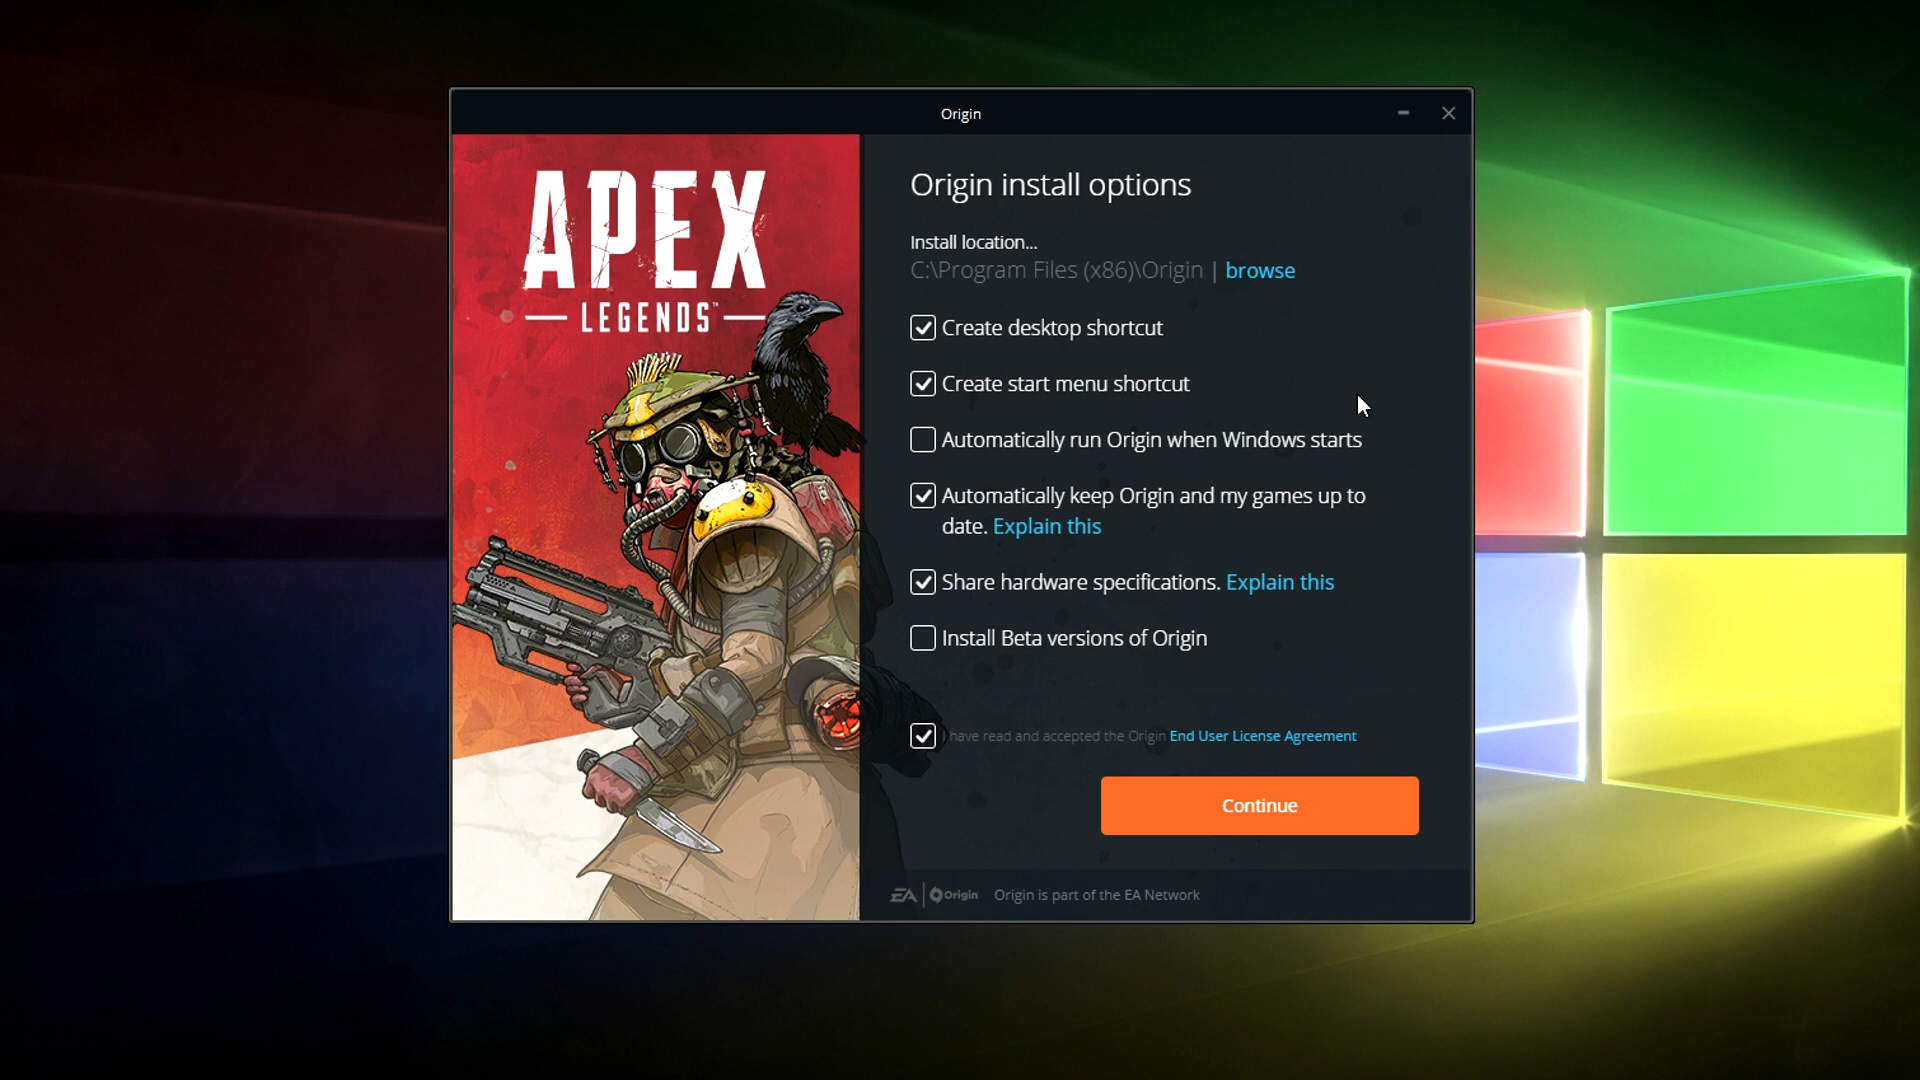 Origin
APEX
LEGENDS™
Origin install options
Install location...
C:\Program Files (x86)\Origin | browse
Create desktop shortcut
Create start menu shortcut
Automatically run Origin when Windows starts
Automatically keep Origin and my games up to
date. Explain this
Share hardware specifications. Explain this
Install Beta versions of Origin
I have read and accepted the Origin End User License Agreement
Continue
EA | Origin Origin is part of the EA Network